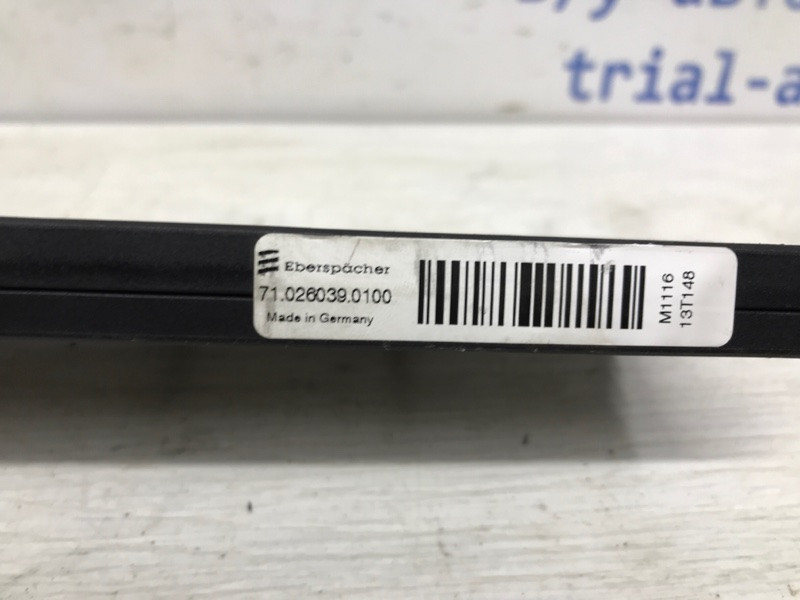 trial-a
Eberspächer
71.026039.0100
Made in Germany
M1116
13T148